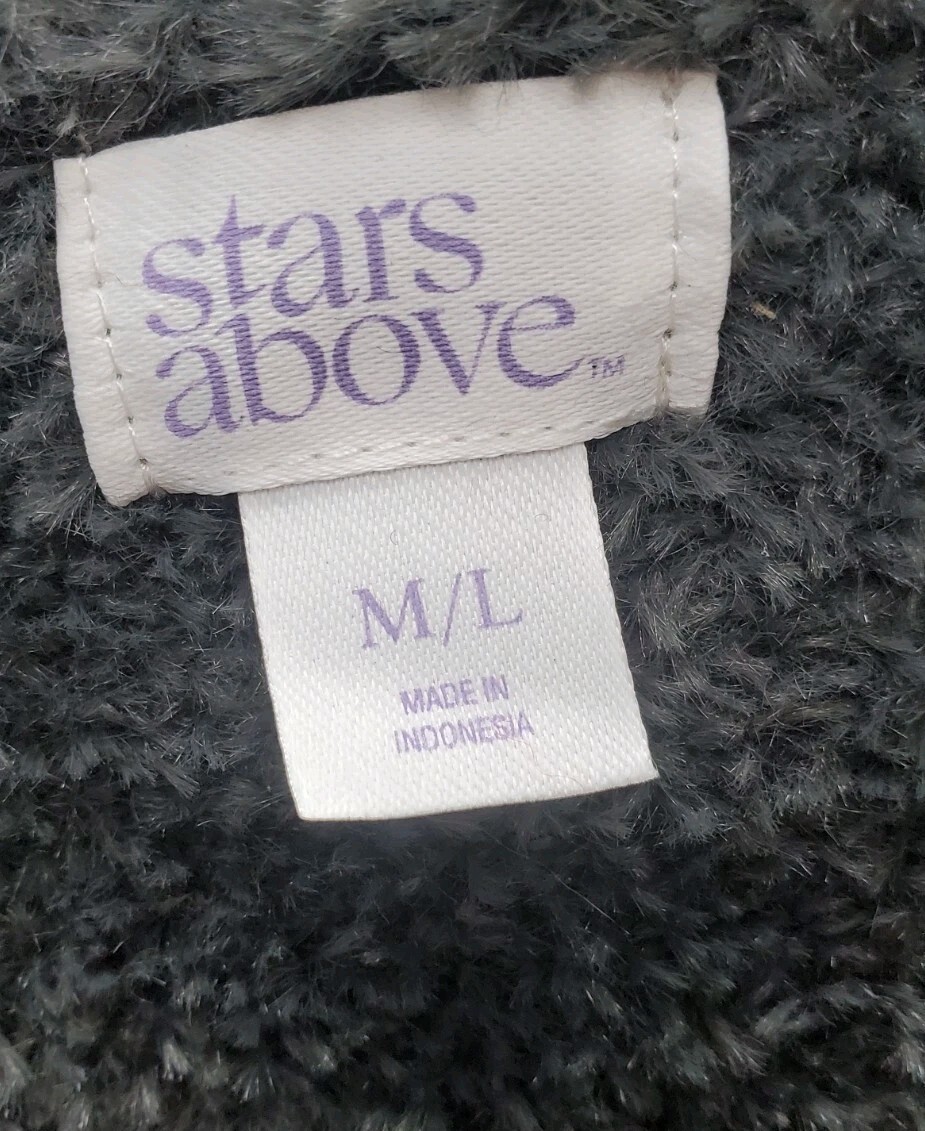 stars
above™
M/L
MADE IN
INDONESIA